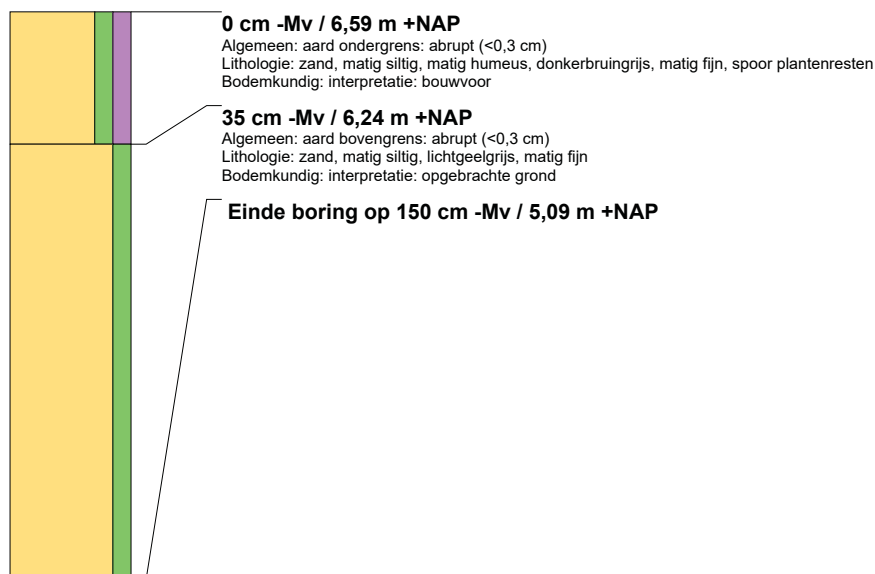 0 cm -Mv / 6,59 m +NAP
Algemeen: aard ondergrens: abrupt (<0,3 cm)
Lithologie: zand, matig siltig, matig humeus, donkerbruingrijs, matig fijn, spoor plantenresten
Bodemkundig: interpretatie: bouwvoor
35 cm -Mv / 6,24 m +NAP
Algemeen: aard bovengrens: abrupt (<0,3 cm)
Lithologie: zand, matig siltig, lichtgeelgrijs, matig fijn
Bodemkundig: interpretatie: opgebrachte grond
Einde boring op 150 cm -Mv / 5,09 m +NAP